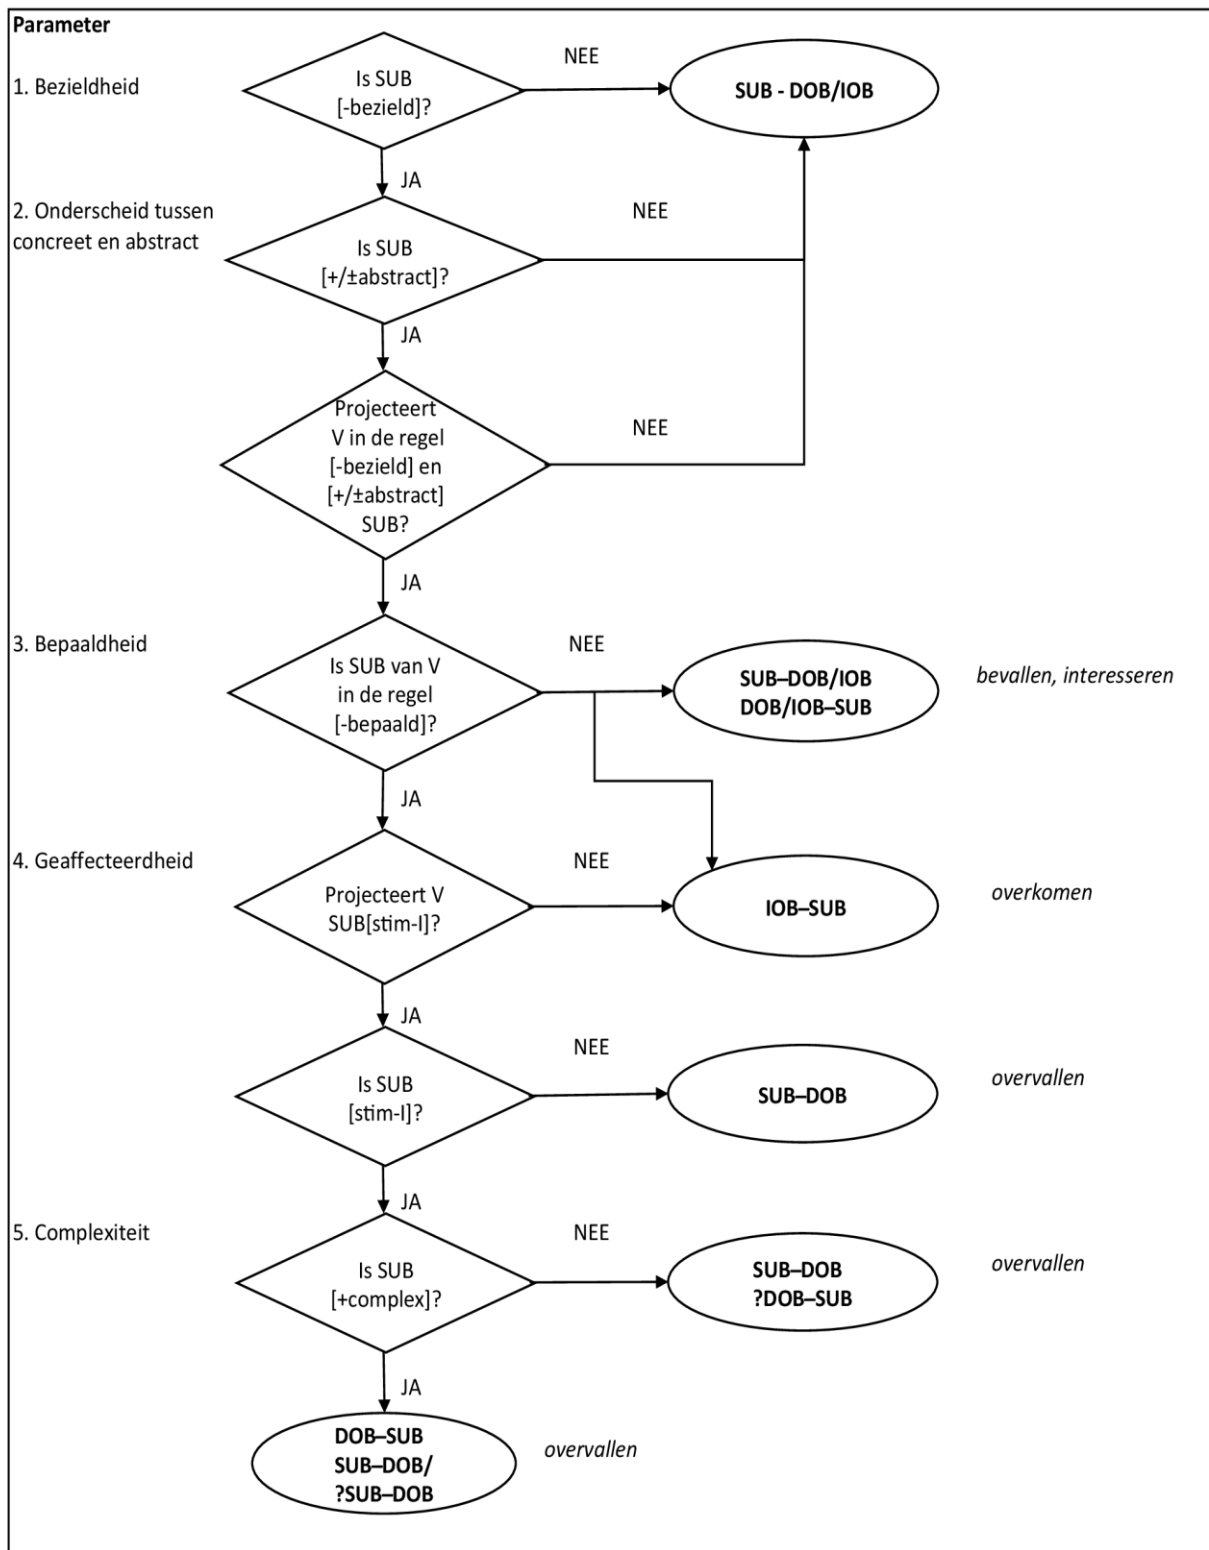 Parameter
1. Bezieldheid
Is SUB
[-bezield]?
NEE
SUB - DOB/IOB
JA
2. Onderscheid tussen
concreet en abstract
Is SUB
[+/±abstract]?
NEE
JA
Projecteert
V in de regel
[-bezield] en
[+/±abstract]
SUB?
NEE
JA
3. Bepaaldheid
Is SUB van V
in de regel
[-bepaald]?
NEE
SUB–DOB/IOB
DOB/IOB–SUB
bevallen, interesseren
JA
4. Geaffecteerdheid
Projecteert V
SUB[stim-I]?
NEE
IOB–SUB
overkomen
JA
Is SUB
[stim-I]?
NEE
SUB–DOB
overvallen
JA
5. Complexiteit
Is SUB
[+complex]?
NEE
SUB–DOB
?DOB–SUB
overvallen
JA
DOB–SUB
SUB–DOB/
?SUB–DOB
overvallen